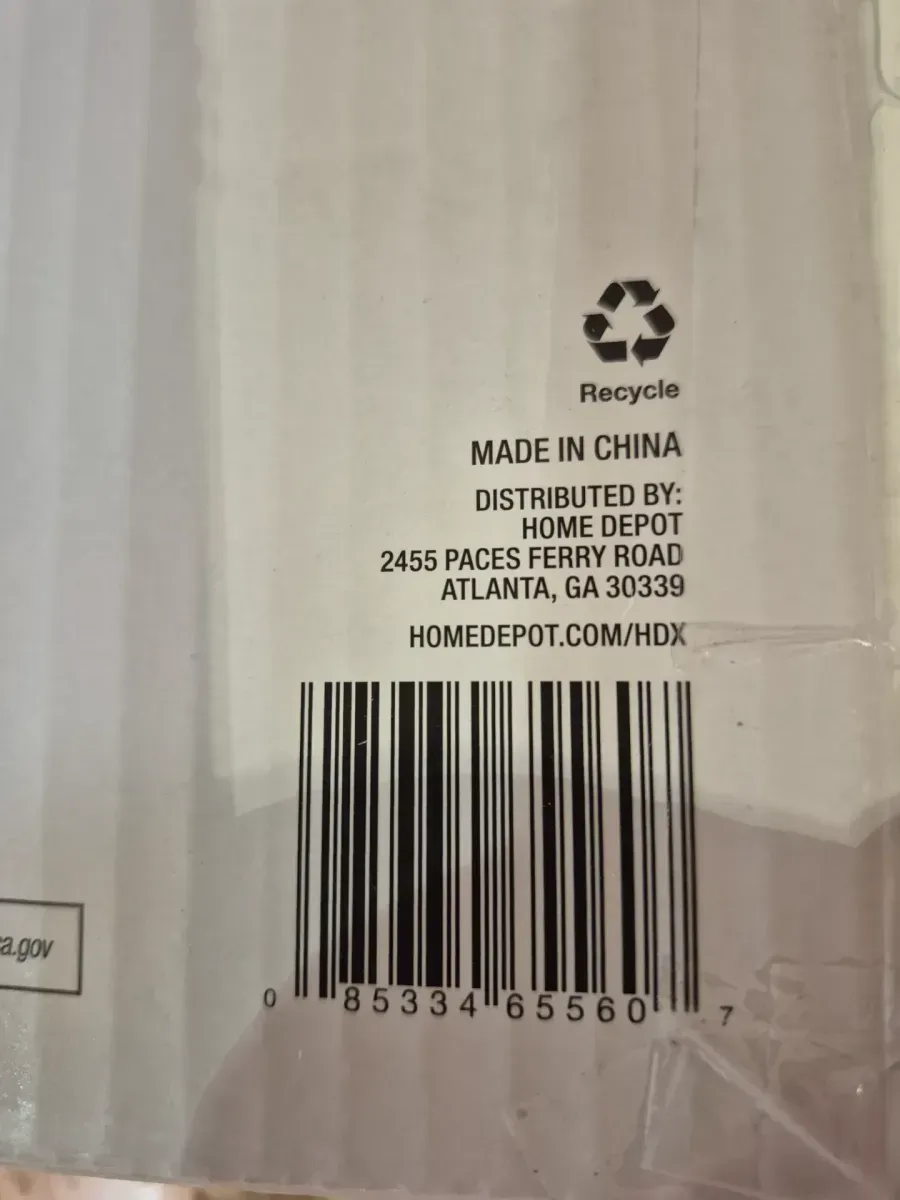 Recycle
MADE IN CHINA
DISTRIBUTED BY:
HOME DEPOT
2455 PACES FERRY ROAD
ATLANTA, GA 30339
HOMEDEPOT.COM/HDX
a.gov
0 85334 65560 7